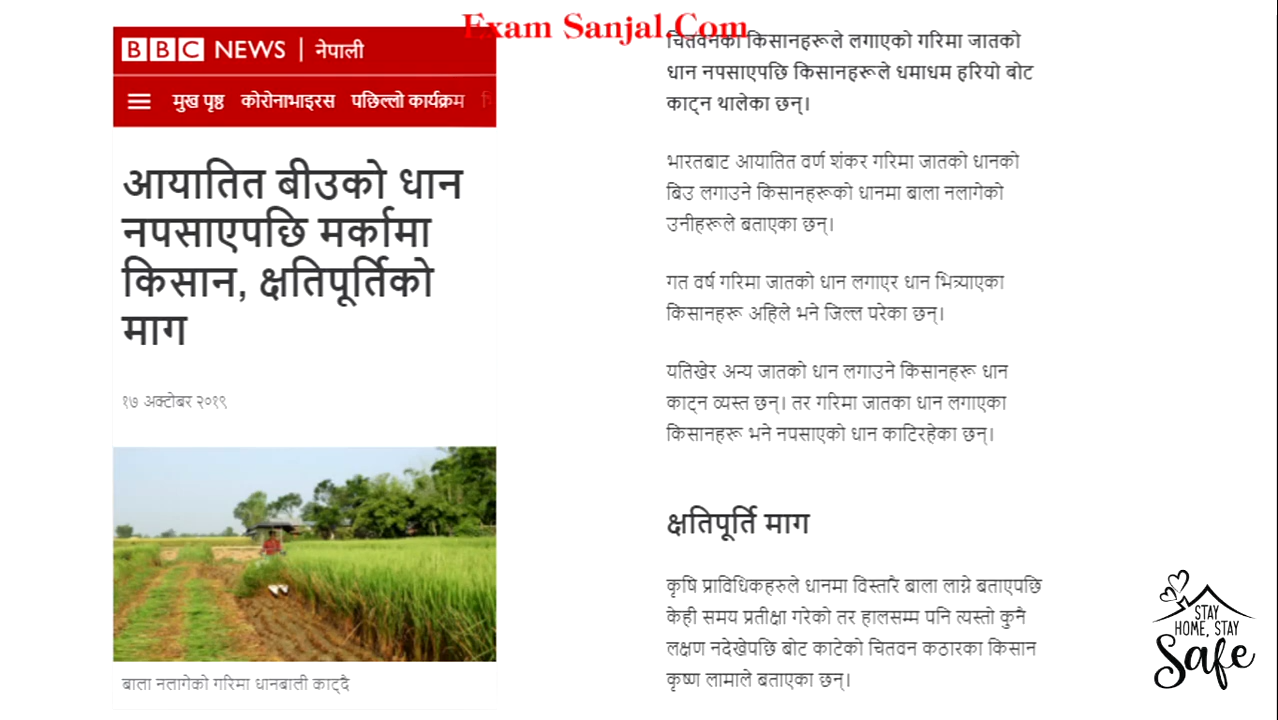 Exam Sanjal.Com
BBC NEWS | नेपाली
मुख पृष्ठ कोरोनाभाइरस पछिल्लो कार्यक्रम
आयातित बीउको धान
नपसाएपछि मर्कामा
किसान, क्षतिपूर्तिको
माग
१७ अक्टोबर २०१९
बाला नलागेको गरिमा धानबाली काट्दै
चितवनका किसानहरूले लगाएको गरिमा जातको
धान नपसाएपछि किसानहरूले धमाधम हरियो बोट
काट्न थालेका छन्।
भारतबाट आयातित वर्ण शंकर गरिमा जातको धानको
बिउ लगाउने किसानहरूको धानमा बाला नलागेको
उनीहरूले बताएका छन्।
गत वर्ष गरिमा जातको धान लगाएर धान भित्र्याएका
किसानहरू अहिले भने जिल्ल परेका छन्।
यतिखेर अन्य जातको धान लगाउने किसानहरू धान
काट्न व्यस्त छन्। तर गरिमा जातका धान लगाएका
किसानहरू भने नपसाएको धान काटिरहेका छन्।
क्षतिपूर्ति माग
कृषि प्राविधिकहरुले धानमा विस्तारै बाला लाग्ने बताएपछि
केही समय प्रतीक्षा गरेको तर हालसम्म पनि त्यस्तो कुनै
लक्षण नदेखेपछि बोट काटेको चितवन कठारका किसान
कृष्ण लामाले बताएका छन्।
STAY
HOME, STAY
Safe